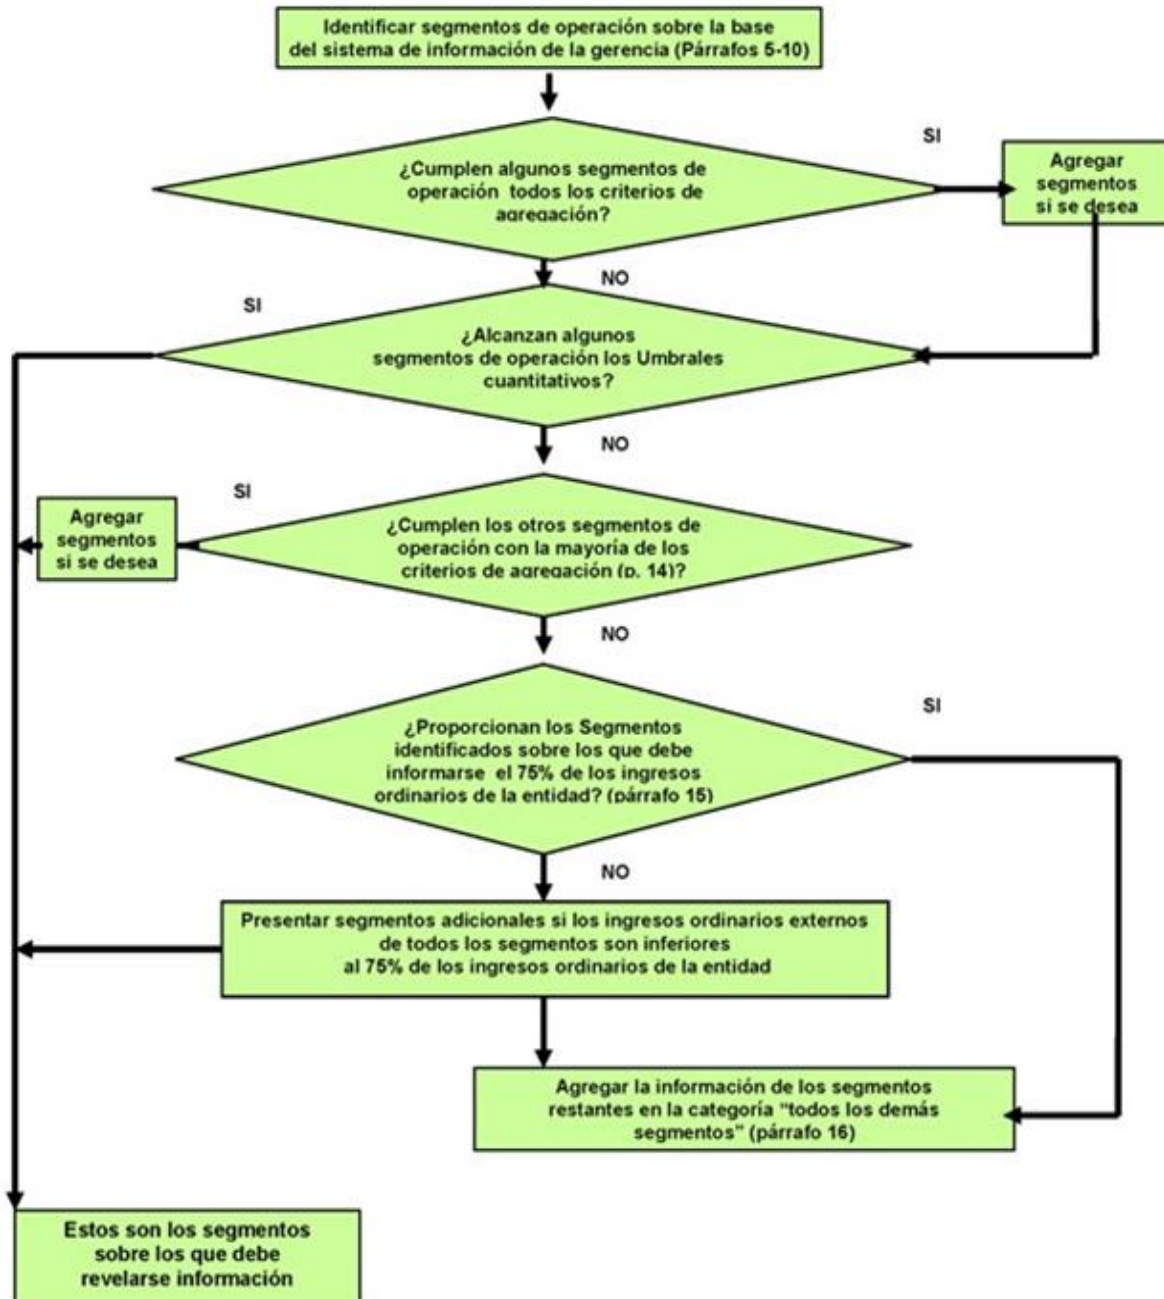 Identificar segmentos de operación sobre la base
del sistema de información de la gerencia (Párrafos 5-10)
SI
¿Cumplen algunos segmentos de
operación todos los criterios de
agregación?
Agregar
segmentos
si se desea
NO
SI
¿Alcanzan algunos
segmentos de operación los Umbrales
cuantitativos?
NO
SI
Agregar
segmentos
si se desea
¿Cumplen los otros segmentos de
operación con la mayoría de los
criterios de agregación (p. 14)?
NO
SI
¿Proporcionan los Segmentos
identificados sobre los que debe
informarse el 75% de los ingresos
ordinarios de la entidad? (párrafo 15)
NO
Presentar segmentos adicionales si los ingresos ordinarios externos
de todos los segmentos son inferiores
al 75% de los ingresos ordinarios de la entidad
Agregar la información de los segmentos
restantes en la categoría “todos los demás
segmentos” (párrafo 16)
Estos son los segmentos
sobre los que debe
revelarse información